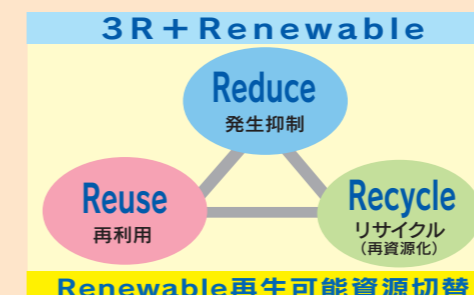 3R＋Renewable
Reduce
発生抑制
Reuse
再利用
Recycle
リサイクル
（再資源化）
Renewable再生可能資源切替